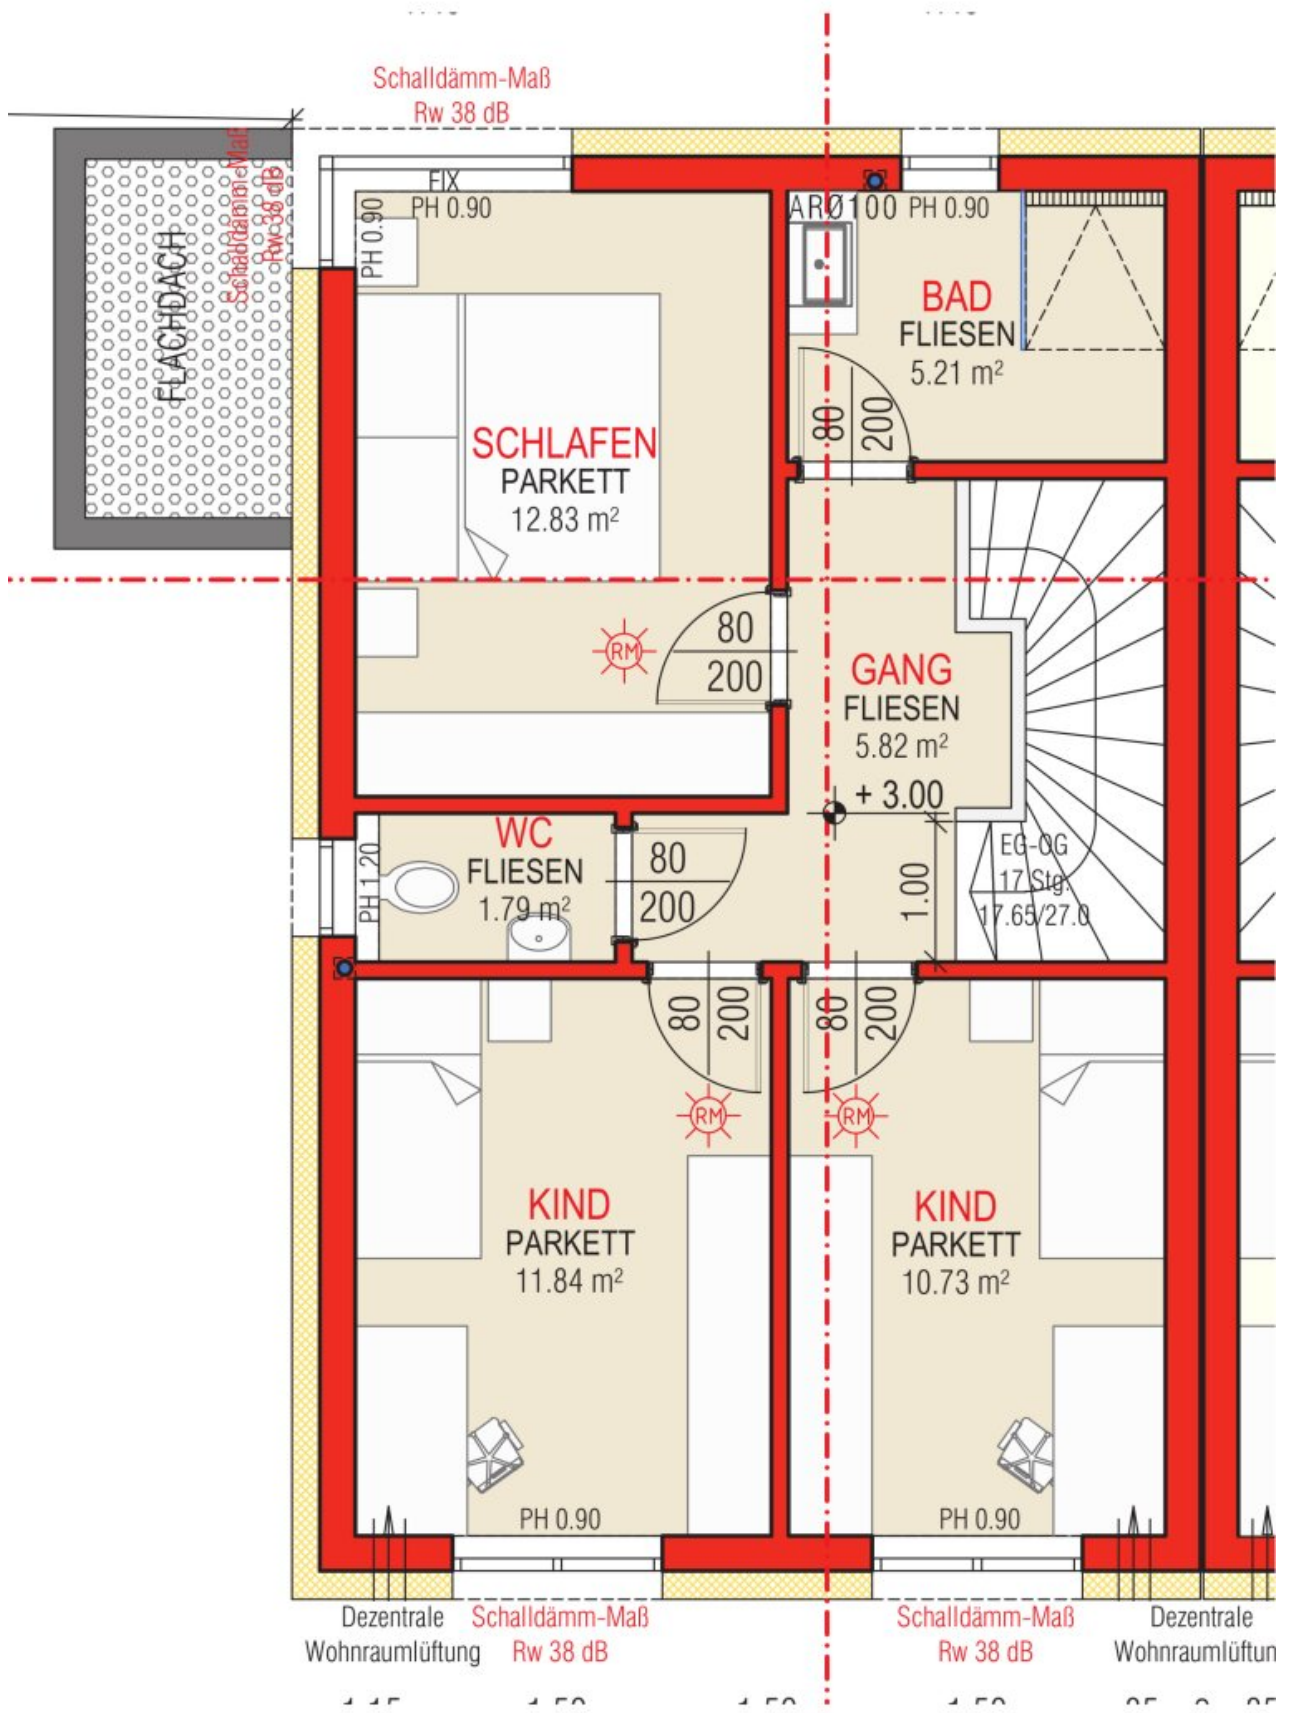 Schalldämm-Maß
Rw 38 dB
Schalldämm-Maß
Rw 38 dB
FLACHDACH
FIX
PH 0.90
PH 0.90
ARØ100 PH 0.90
BAD
FLIESEN
5.21 m²
80
200
SCHLAFEN
PARKETT
12.83 m²
RM
80
200
GANG
FLIESEN
5.82 m²
+ 3.00
WC
FLIESEN
1.79 m²
PH 1.20
80
200
1.00
EG-OG
17 Stg.
17.65/27.0
80
200
80
200
RM
RM
KIND
PARKETT
11.84 m²
KIND
PARKETT
10.73 m²
PH 0.90
PH 0.90
Dezentrale
Wohnraumlüftung
Schalldämm-Maß
Rw 38 dB
Schalldämm-Maß
Rw 38 dB
Dezentrale
Wohnraumlüftun